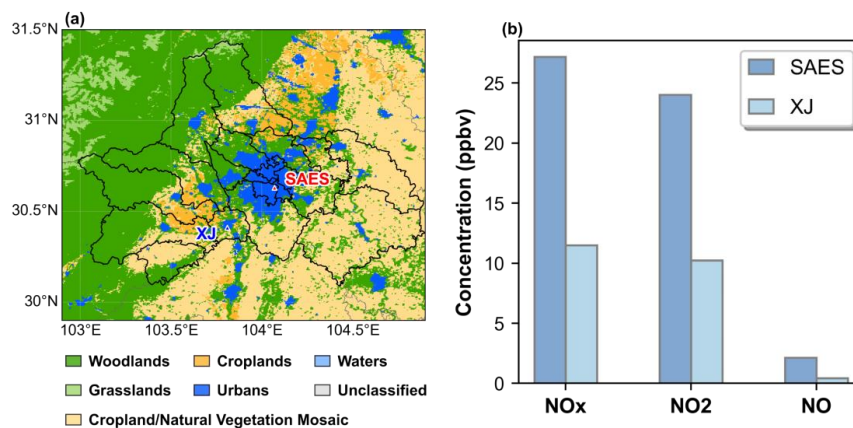 (a)
31.5°N
31°N
30.5°N
30°N
SAES
XJ
103°E 103.5°E 104°E 104.5°E
Woodlands Croplands Waters
Grasslands Urbans Unclassified
Cropland/Natural Vegetation Mosaic
(b)
SAES
XJ
Concentration (ppbv)
25
20
15
10
5
0
NOx NO2 NO